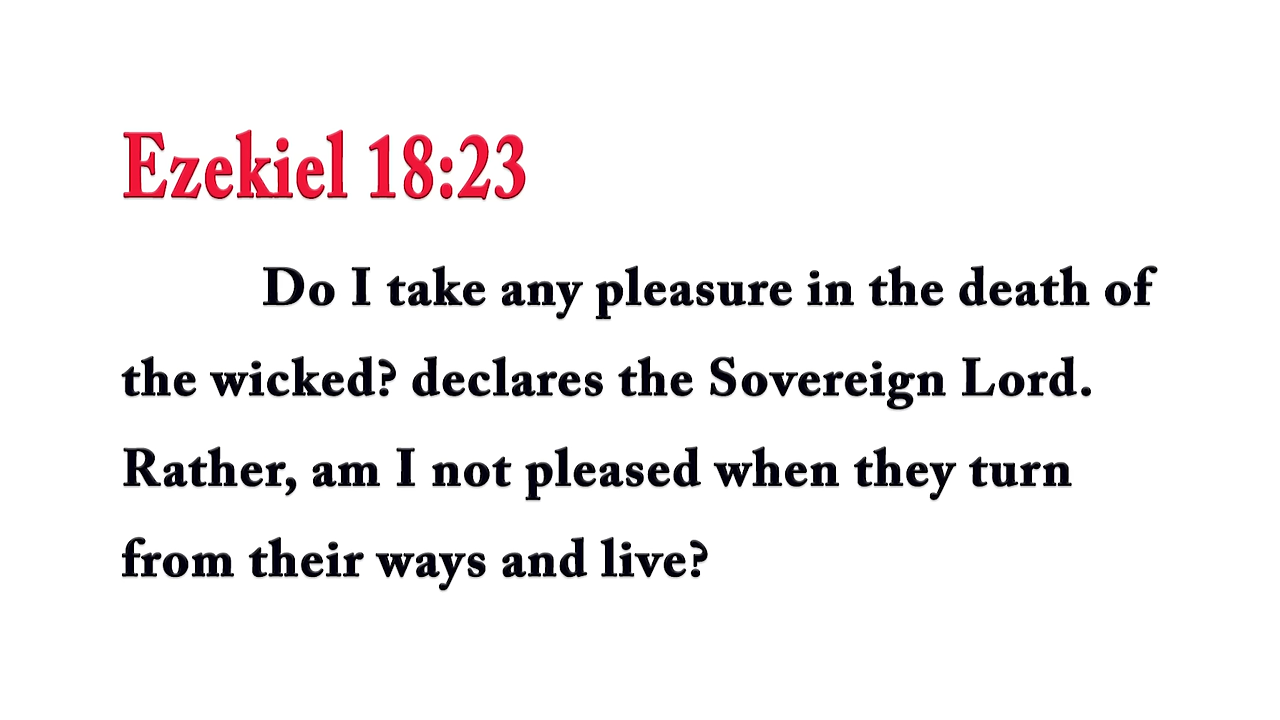 Ezekiel 18:23
Do I take any pleasure in the death of
the wicked? declares the Sovereign Lord.
Rather, am I not pleased when they turn
from their ways and live?